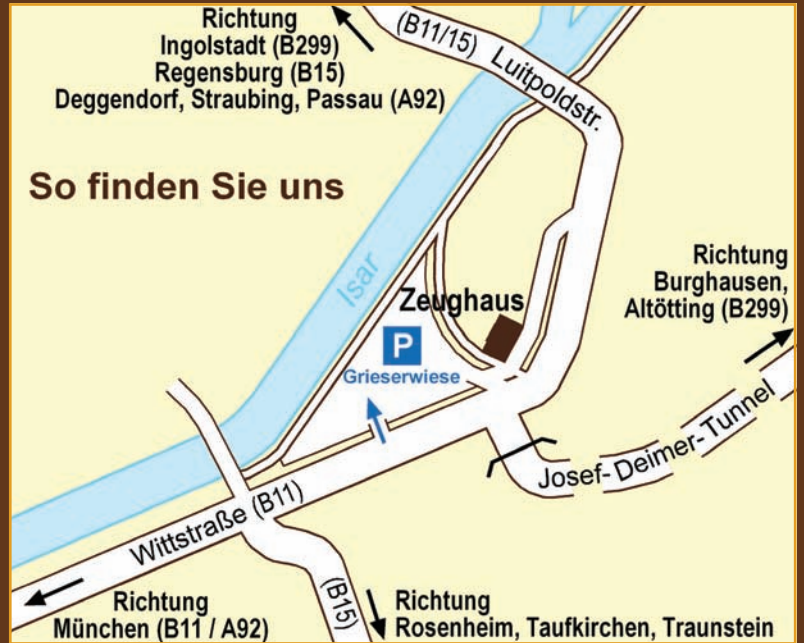 Richtung
Ingolstadt (B299)
Regensburg (B15)
Deggendorf, Straubing, Passau (A92)
(B11/15) Luitpoldstr.
So finden Sie uns
Isar
Zeughaus
P
Grieserwiese
Richtung
Burghausen,
Altötting (B299)
Josef-Deimer-Tunnel
Wittstraße (B11)
Richtung
München (B11 / A92)
(B15)
Richtung
Rosenheim, Taufkirchen, Traunstein